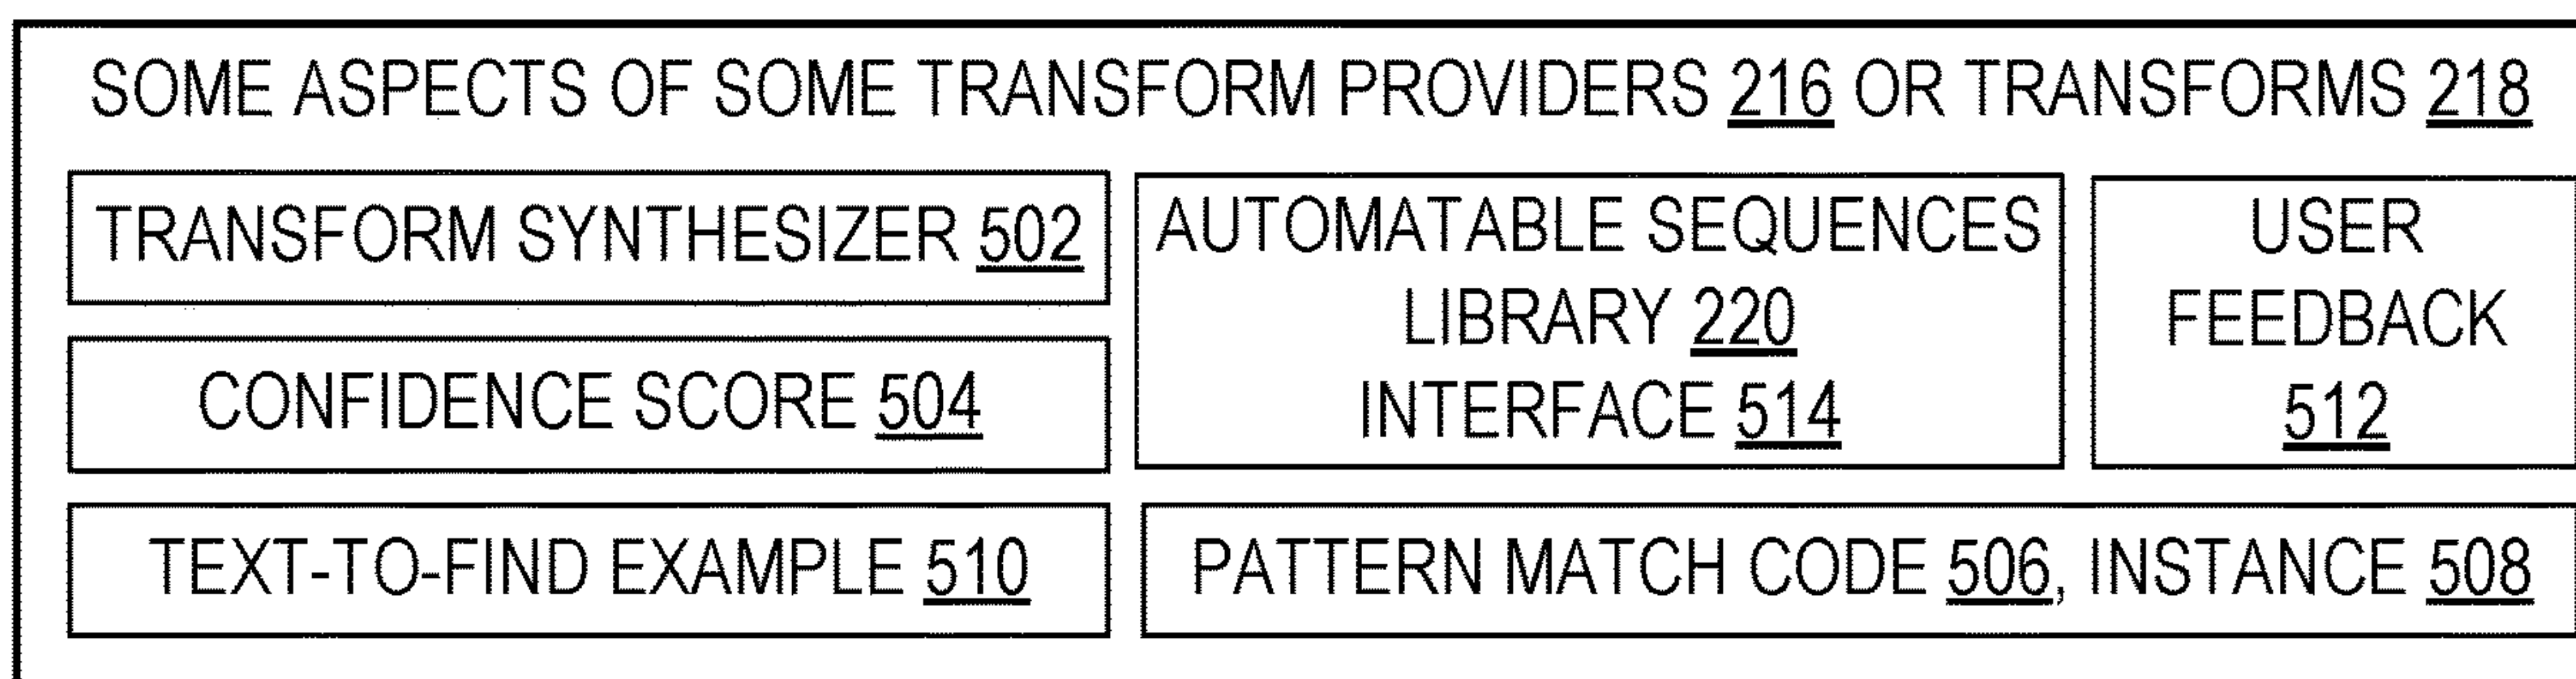 SOME ASPECTS OF SOME TRANSFORM PROVIDERS 216 OR TRANSFORMS 218
TRANSFORM SYNTHESIZER 502
CONFIDENCE SCORE 504
TEXT-TO-FIND EXAMPLE 510
AUTOMATABLE SEQUENCES
LIBRARY 220
INTERFACE 514
USER
FEEDBACK
512
PATTERN MATCH CODE 506, INSTANCE 508